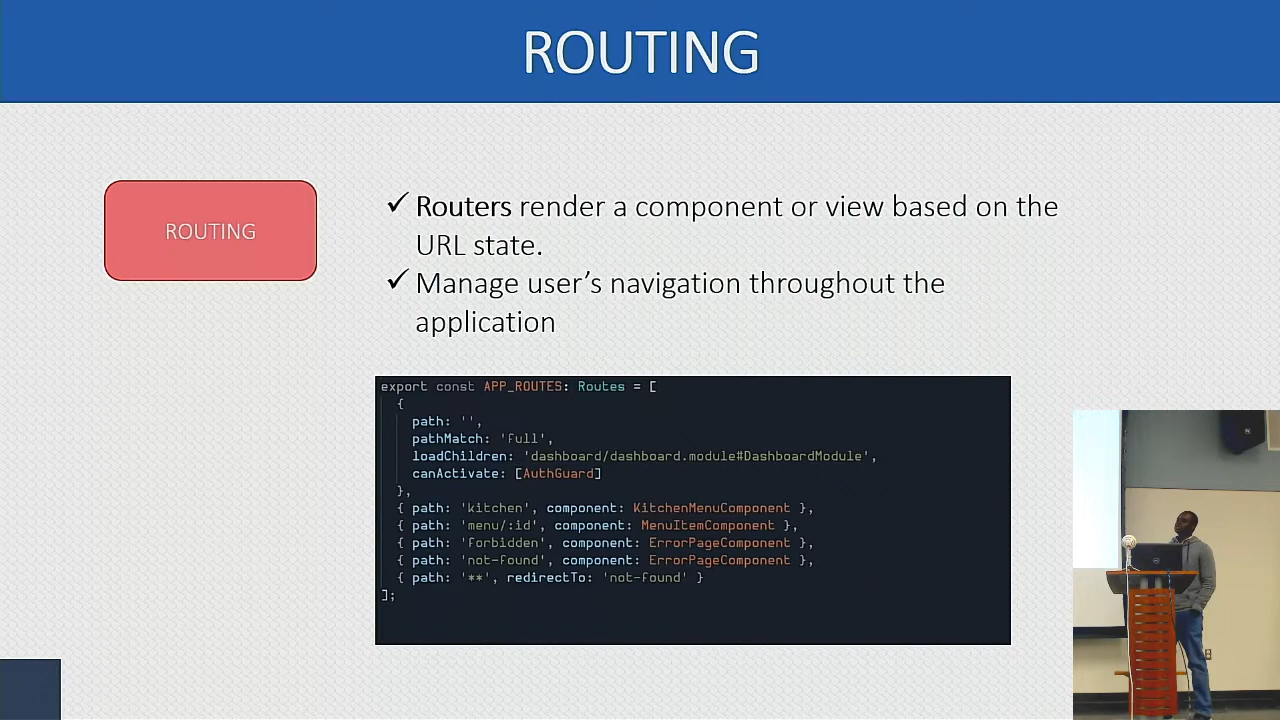 ROUTING
ROUTING
✓ Routers render a component or view based on the
URL state.
✓ Manage user’s navigation throughout the
application
export const APP_ROUTES: Routes = [
{
path: '',
pathMatch: 'full',
loadChildren: 'dashboard/dashboard.module#DashboardModule',
canActivate: [AuthGuard]
},
{ path: 'kitchen', component: KitchenMenuComponent },
{ path: 'menu/:id', component: MenuItemComponent },
{ path: 'forbidden', component: ErrorPageComponent },
{ path: 'not-found', component: ErrorPageComponent },
{ path: '**', redirectTo: 'not-found' }
];